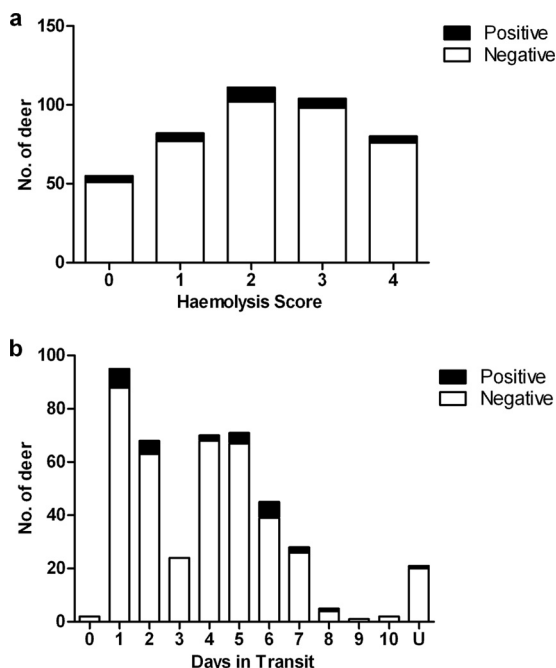 a
150
100
50
0
No. of deer
Positive
Negative
0 1 2 3 4
Haemolysis Score
b
100
80
60
40
20
0
No. of deer
Positive
Negative
0 1 2 3 4 5 6 7 8 9 10 U
Days in Transit